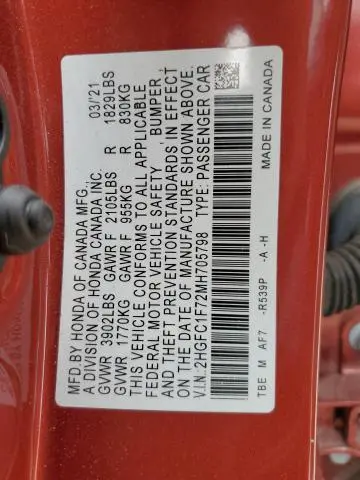 MFD.BY HONDA OF CANADA MFG., 03/'21
A DIVISION OF HONDA CANADA INC.
GVWR 3902LBS GAWR F 2105LBS R 1829LBS
GVWR 1770KG GAWR F 955KG R 830KG
THIS VEHICLE CONFORMS TO ALL APPLICABLE
FEDERAL MOTOR VEHICLE SAFETY, BUMPER,
AND THEFT PREVENTION STANDARDS IN EFFECT
ON THE DATE OF MANUFACTURE SHOWN ABOVE.
V.I.N.:2HGFC1F72MH705798 TYPE: PASSENGER CAR
TBE M AF7 -R539P -A -H MADE IN CANADA